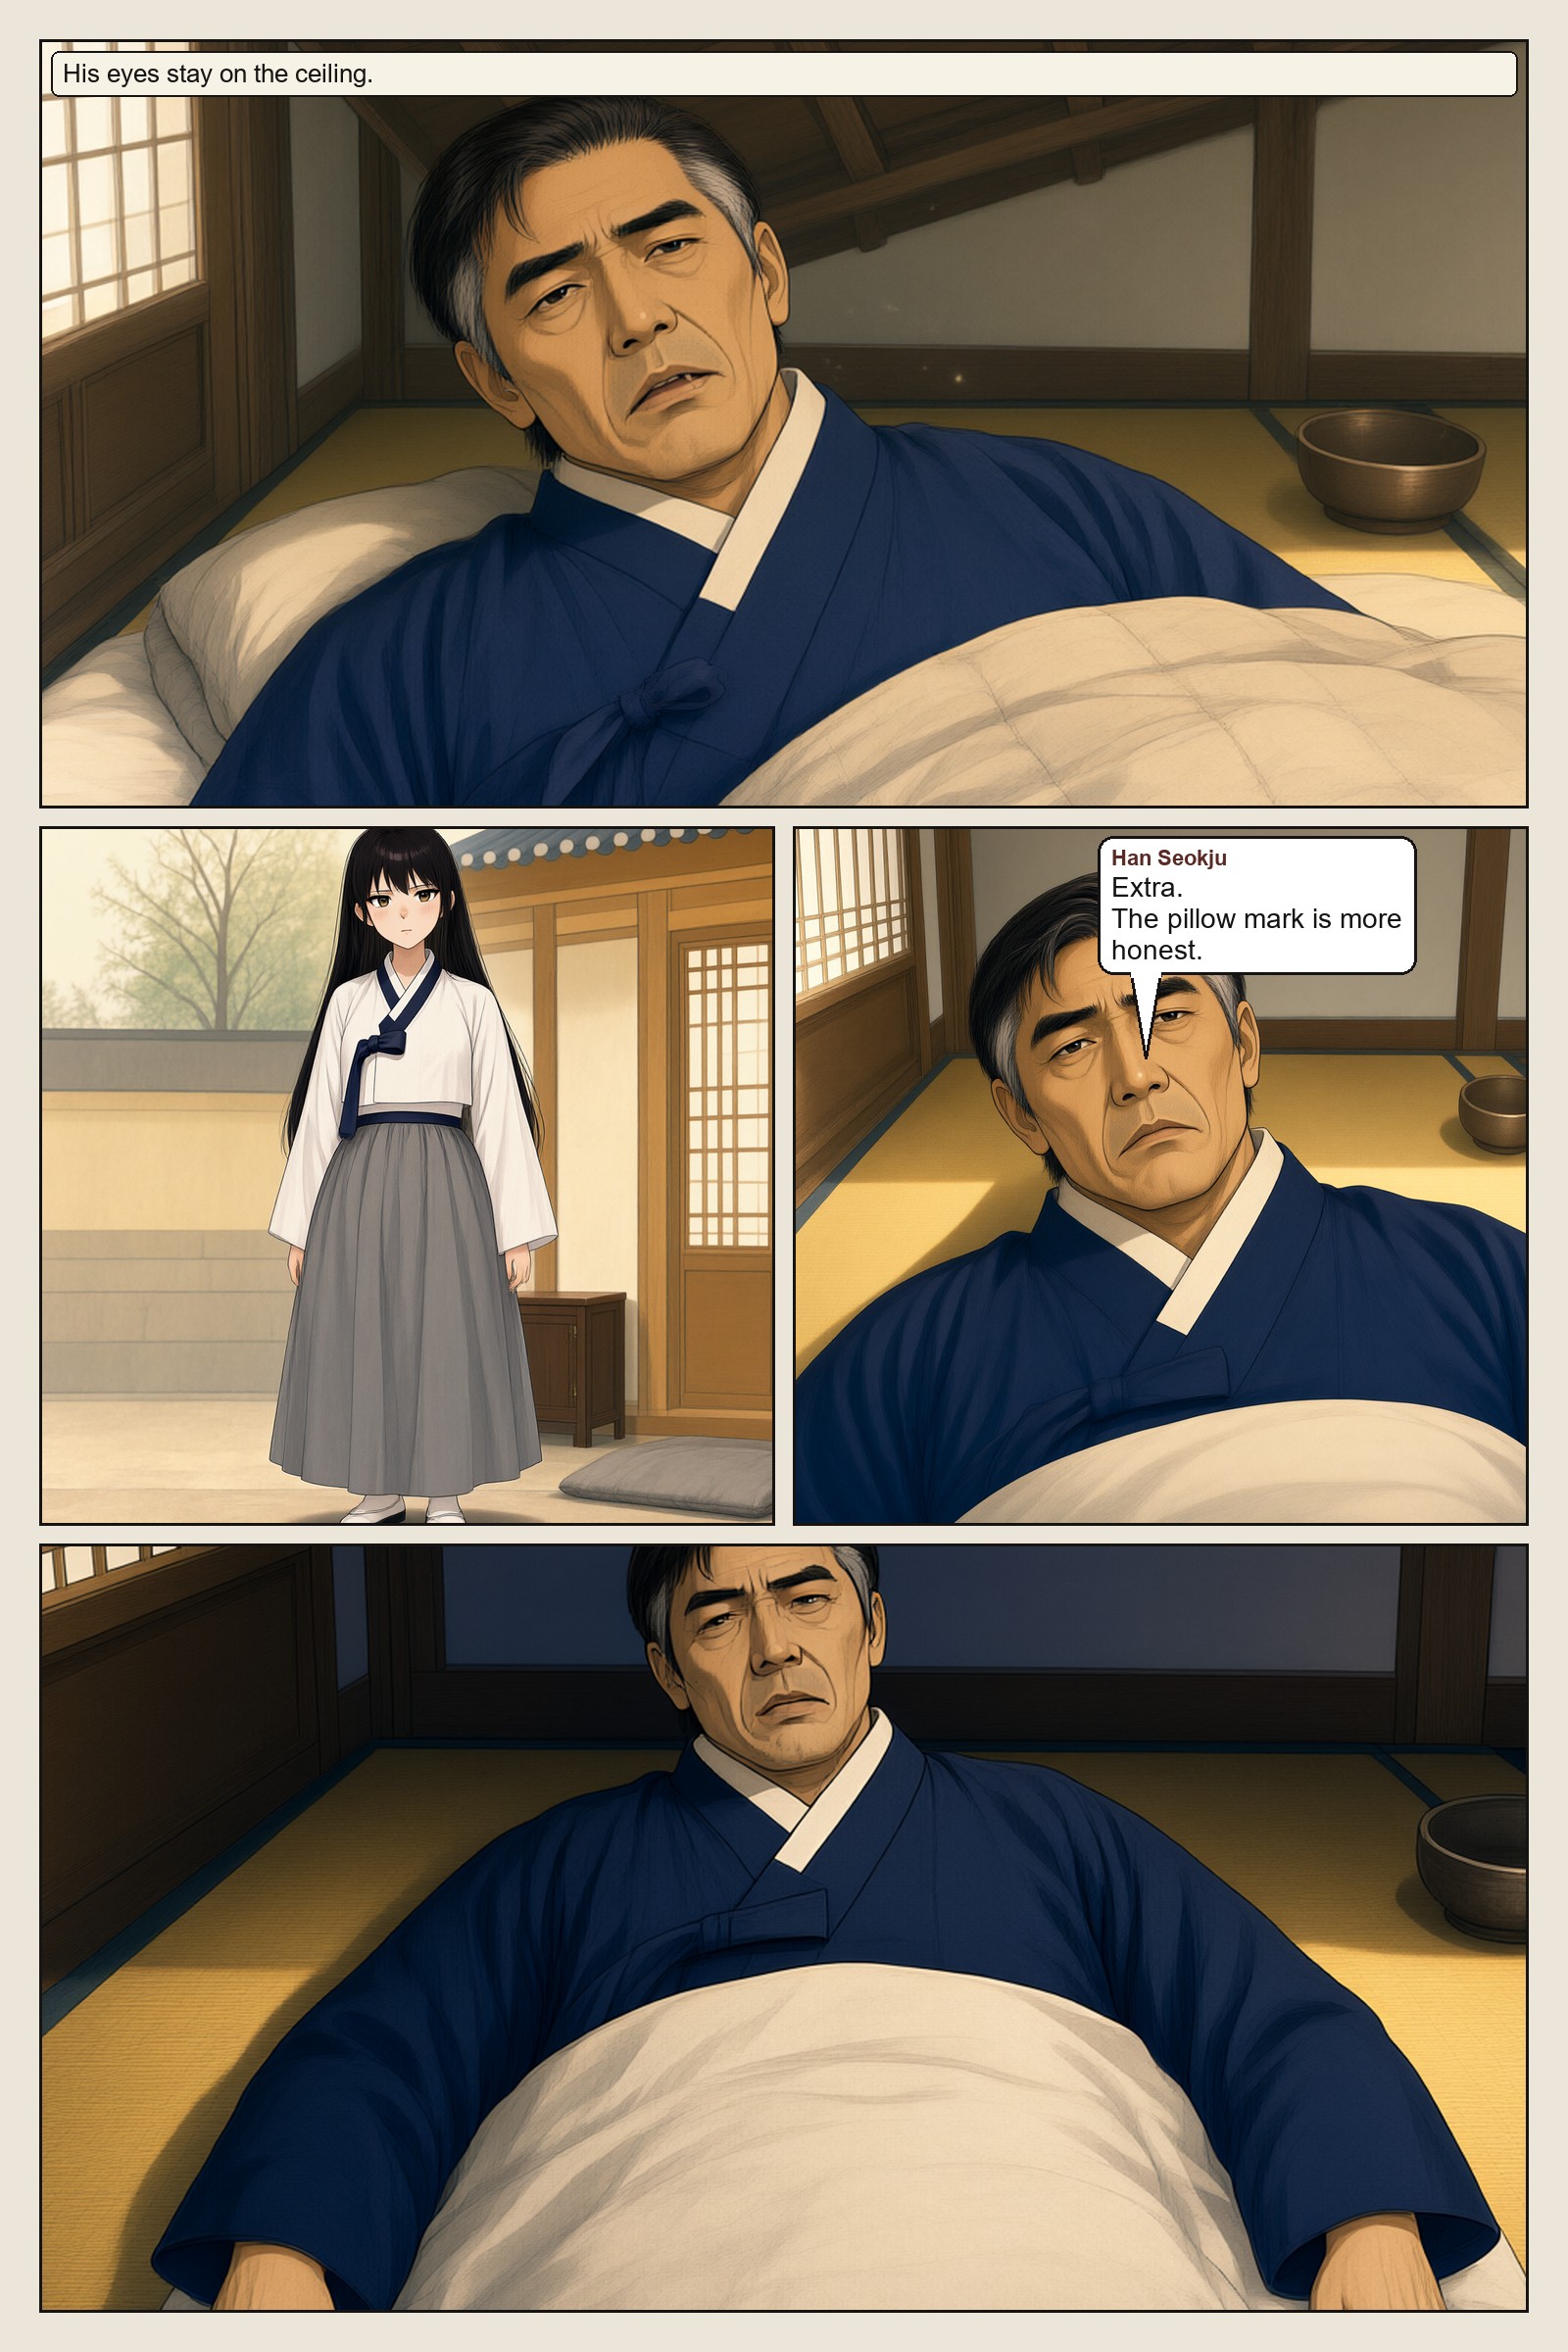 His eyes stay on the ceiling.
Han Seokju
Extra.
The pillow mark is more
honest.